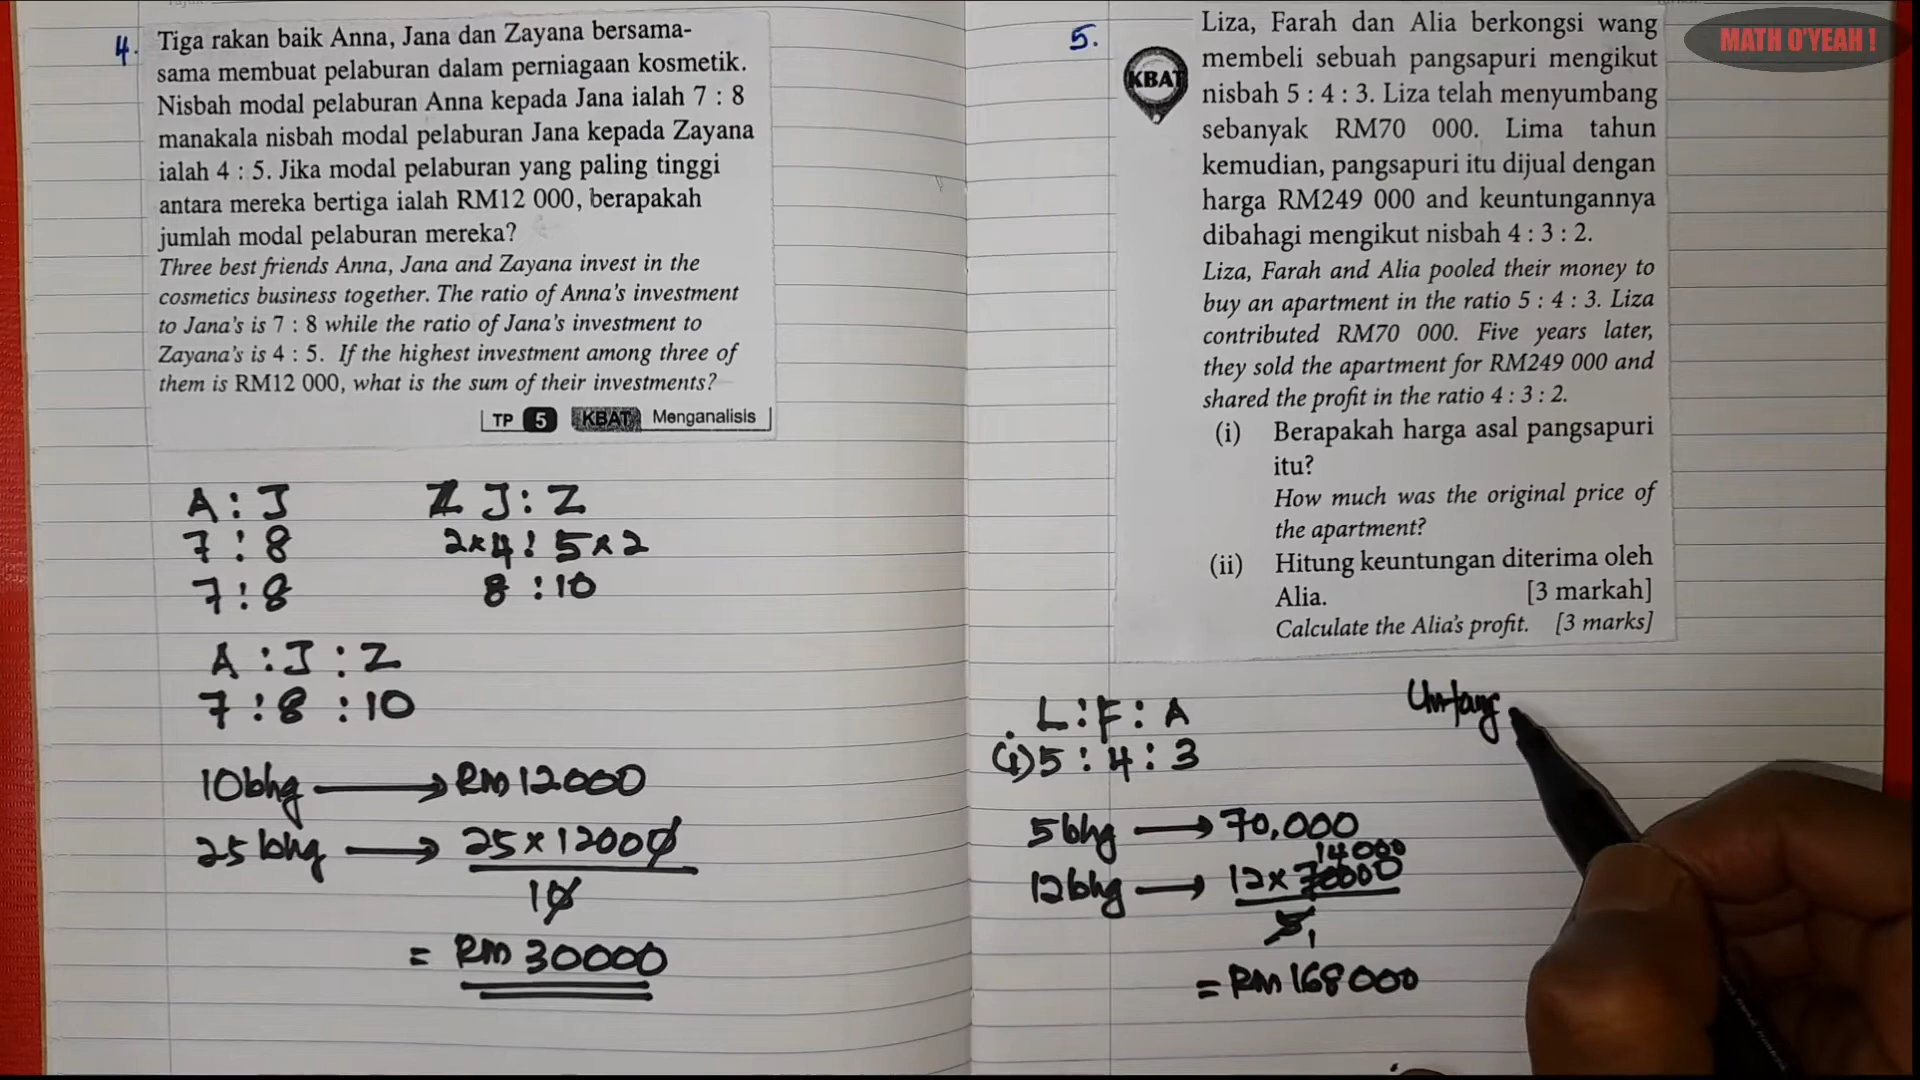 4.
Tiga rakan baik Anna, Jana dan Zayana bersama-
sama membuat pelaburan dalam perniagaan kosmetik.
Nisbah modal pelaburan Anna kepada Jana ialah 7 : 8
manakala nisbah modal pelaburan Jana kepada Zayana
ialah 4 : 5. Jika modal pelaburan yang paling tinggi
antara mereka bertiga ialah RM12 000, berapakah
jumlah modal pelaburan mereka?
Three best friends Anna, Jana and Zayana invest in the
cosmetics business together. The ratio of Anna's investment
to Jana's is 7 : 8 while the ratio of Jana's investment to
Zayana's is 4 : 5. If the highest investment among three of
them is RM12 000, what is the sum of their investments?
TP 5 KBAT Menganalisis
A : J
7 : 8
7 : 8
J : Z
2×4 : 5×2
8 : 10
A : J : Z
7 : 8 : 10
10bhg → RM12000
25bhg → 25 × 12000
10
= RM 30000
5.
KBAT
Liza, Farah dan Alia berkongsi wang
membeli sebuah pangsapuri mengikut
nisbah 5 : 4 : 3. Liza telah menyumbang
sebanyak RM70 000. Lima tahun
kemudian, pangsapuri itu dijual dengan
harga RM249 000 and keuntungannya
dibahagi mengikut nisbah 4 : 3 : 2.
Liza, Farah and Alia pooled their money to
buy an apartment in the ratio 5 : 4 : 3. Liza
contributed RM70 000. Five years later,
they sold the apartment for RM249 000 and
shared the profit in the ratio 4 : 3 : 2.
(i) Berapakah harga asal pangsapuri
itu?
How much was the original price of
the apartment?
(ii) Hitung keuntungan diterima oleh
Alia. [3 markah]
Calculate the Alia's profit. [3 marks]
L : F : A
(i) 5 : 4 : 3
5bhg → 70,000
14000
12bhg → 12 × 70000
5 1
= RM 168000
Untang
MATH O'YEAH !